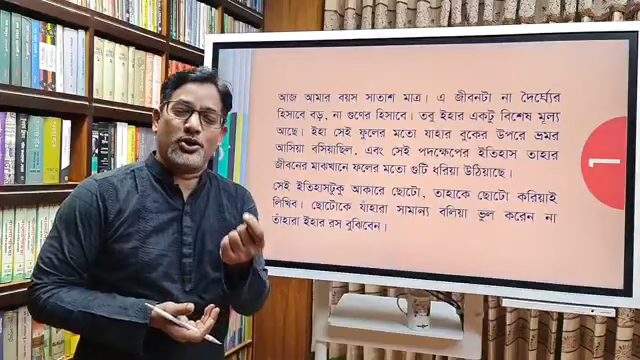 আজ আমার বয়স সাতাশ মাত্র। এ জীবনটা না দৈর্ঘ্যের
হিসাবে বড়, না গুণের হিসাবে। তবু ইহার একটু বিশেষ মূল্য
আছে। ইহা সেই ফুলের মতো যাহার বুকের উপরে ভ্রমর
আসিয়া বসিয়াছিল, এবং সেই পদক্ষেপের ইতিহাস তাহার
জীবনের মাঝখানে ফলের মতো গুটি ধরিয়া উঠিয়াছে।
সেই ইতিহাসটুকু আকারে ছোটো, তাহাকে ছোটো করিয়াই
লিখিব। ছোটোকে যাঁহারা সামান্য বলিয়া ভুল করেন না
তাঁহারা ইহার রস বুঝিবেন।
1